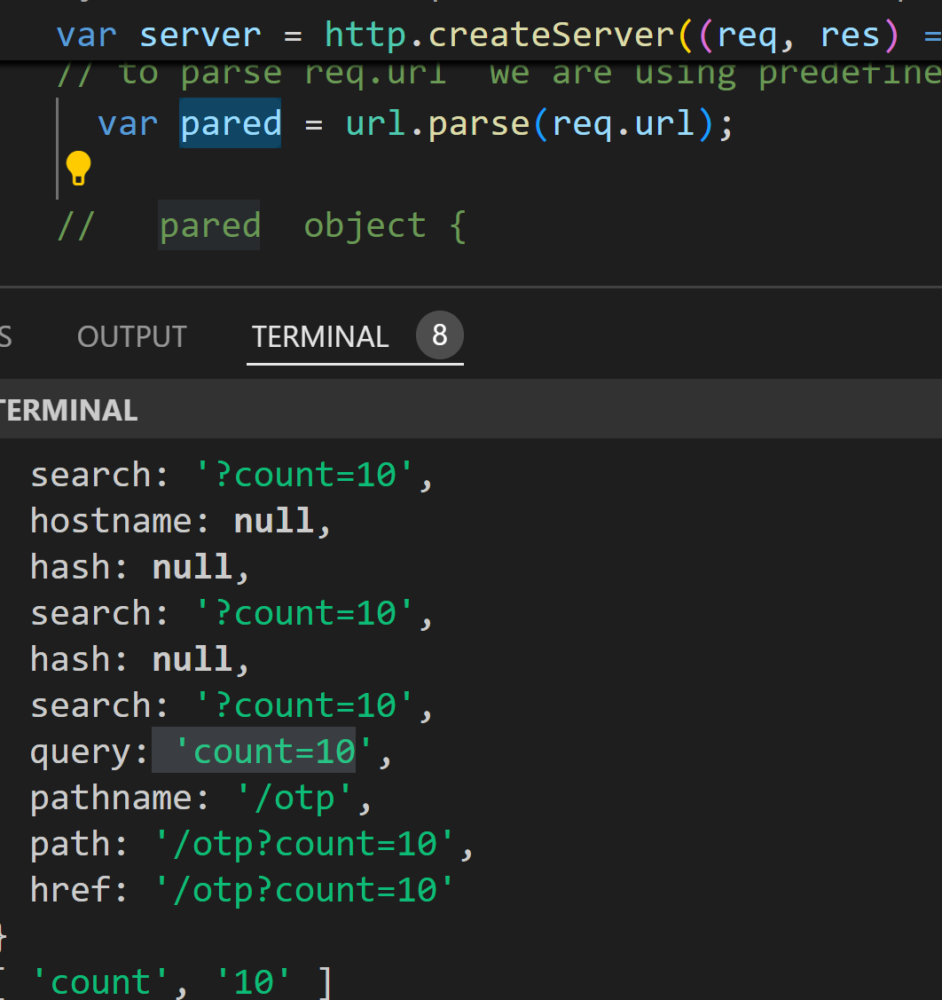 var server = http.createServer((req, res) =
// to parse req.url  we are using predefine
var pared = url.parse(req.url);
//   pared  object {
S OUTPUT TERMINAL 8
TERMINAL
search: '?count=10',
hostname: null,
hash: null,
search: '?count=10',
hash: null,
search: '?count=10',
query: 'count=10',
pathname: '/otp',
path: '/otp?count=10',
href: '/otp?count=10'
}
[ 'count', '10' ]